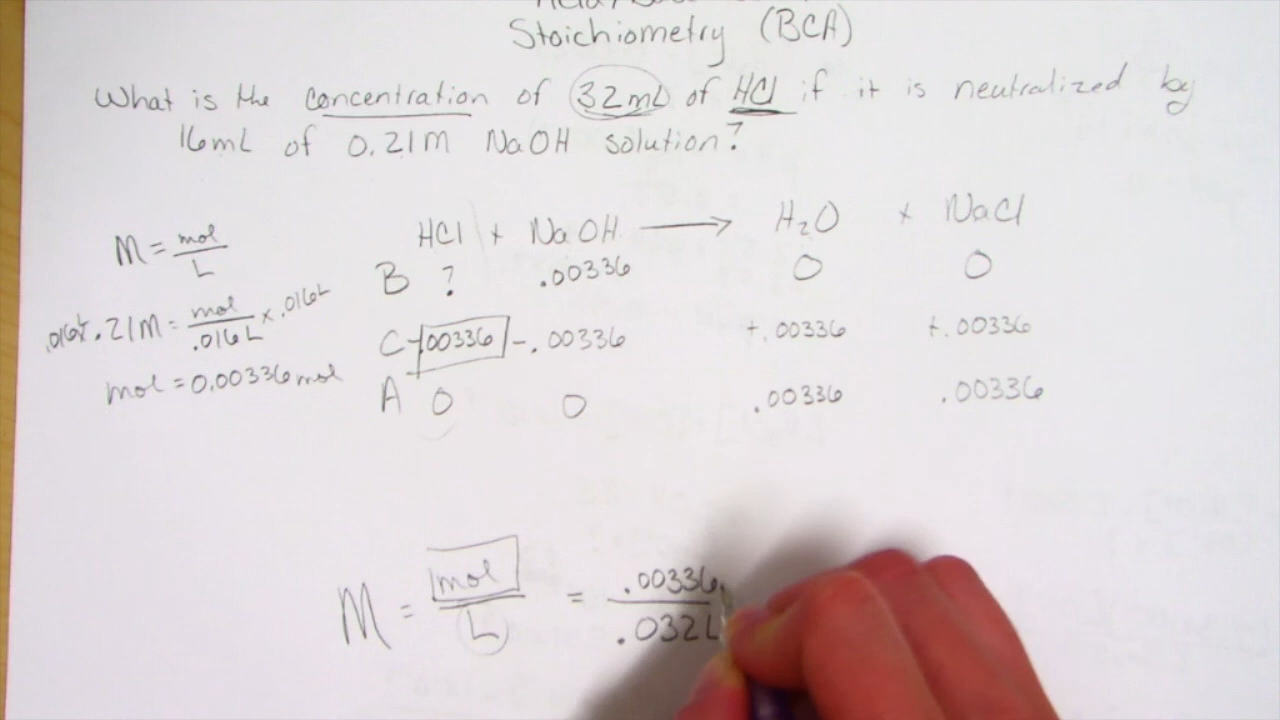 Stoichiometry (BCA)
What is the concentration of 32mL of HCl if it is neutralized by
16mL of 0.21M NaOH solution?
HCl + NaOH → H₂O + NaCl
M = mol/L
B ? .00336 0 0
.016L · .21M = mol/.016L × .016L
C -.00336 -.00336 +.00336 +.00336
mol = 0.00336mol
A 0 0 .00336 .00336
M = mol/L = .00336/.032L